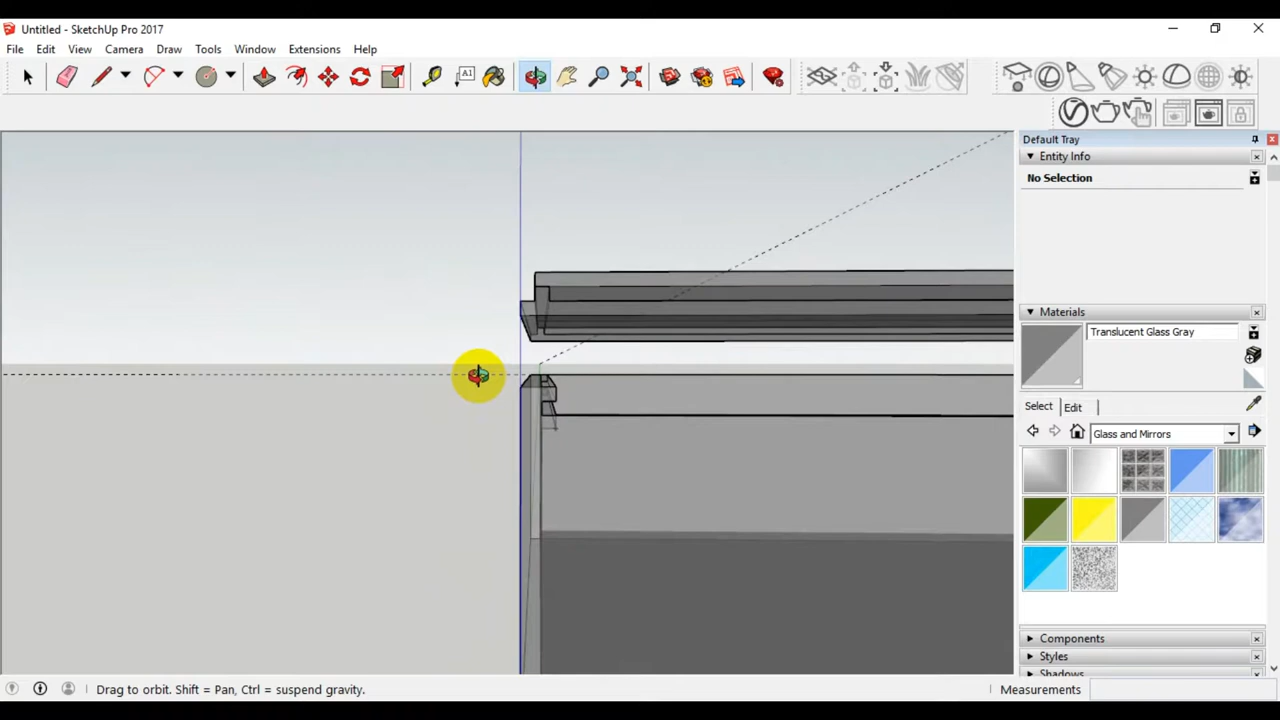 Untitled - SketchUp Pro 2017
File Edit View Camera Draw Tools Window Extensions Help
A1
Default Tray
Entity Info
No Selection
Materials
Translucent Glass Gray
Select Edit
Glass and Mirrors
Components
Styles
Shadows
Drag to orbit. Shift = Pan, Ctrl = suspend gravity.
Measurements